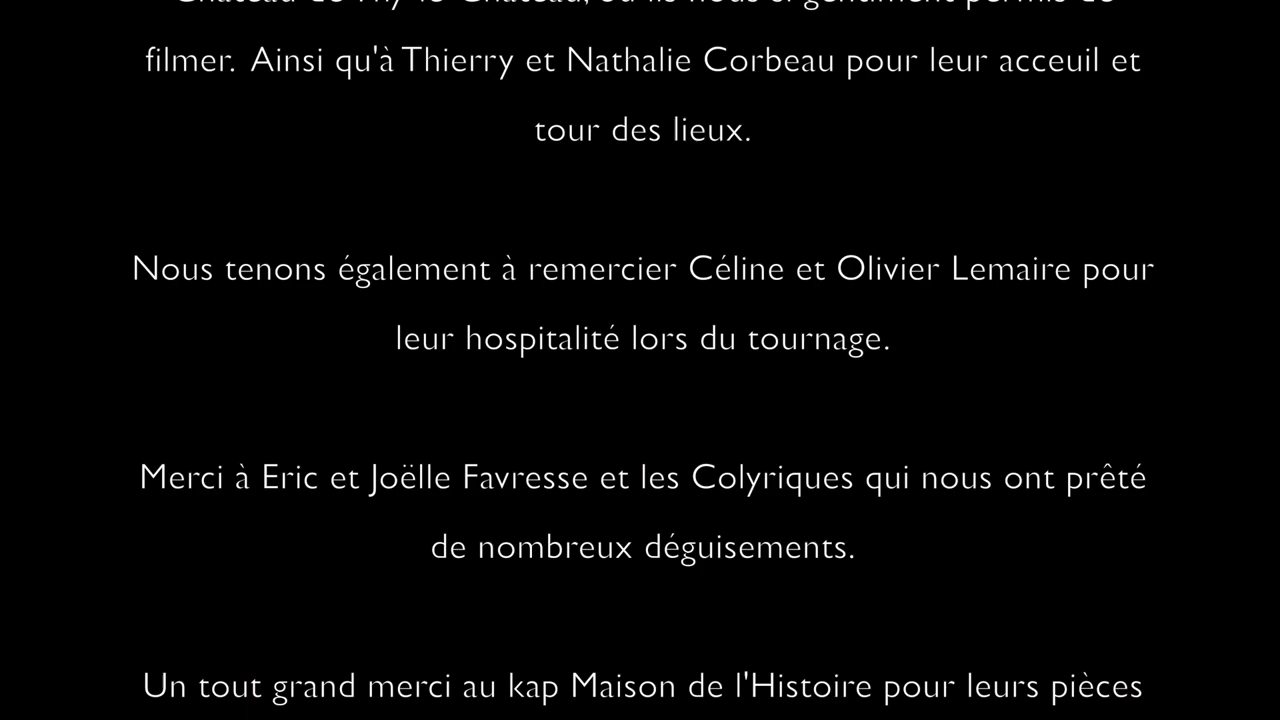 filmer. Ainsi qu'à Thierry et Nathalie Corbeau pour leur acceuil et
tour des lieux.
Nous tenons également à remercier Céline et Olivier Lemaire pour
leur hospitalité lors du tournage.
Merci à Eric et Joëlle Favresse et les Colyriques qui nous ont prêté
de nombreux déguisements.
Un tout grand merci au kap Maison de l'Histoire pour leurs pièces